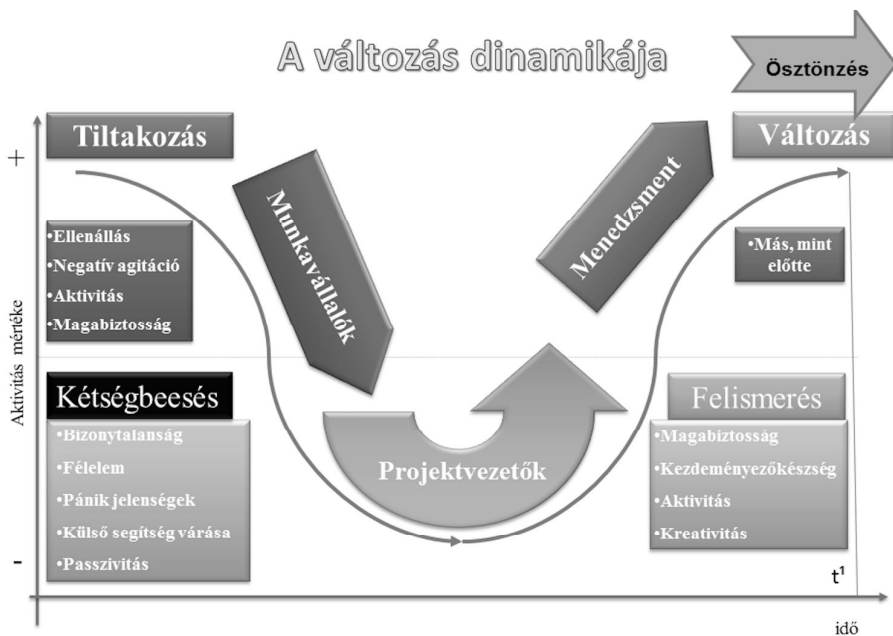 A változás dinamikája
Ösztönzés
Tiltakozás
Változás
+
Munkavállalók
Menedzsment
•Ellenállás
•Negatív agitáció
•Aktivitás
•Magabiztosság
•Más, mint
előtte
Aktivitás mértéke
Kétségbeesés
•Bizonytalanság
•Félelem
•Pánik jelenségek
•Külső segítség várása
•Passzivitás
Projektvezetők
Felismerés
•Magabiztosság
•Kezdeményezőkészség
•Aktivitás
•Kreativitás
-
t¹
idő